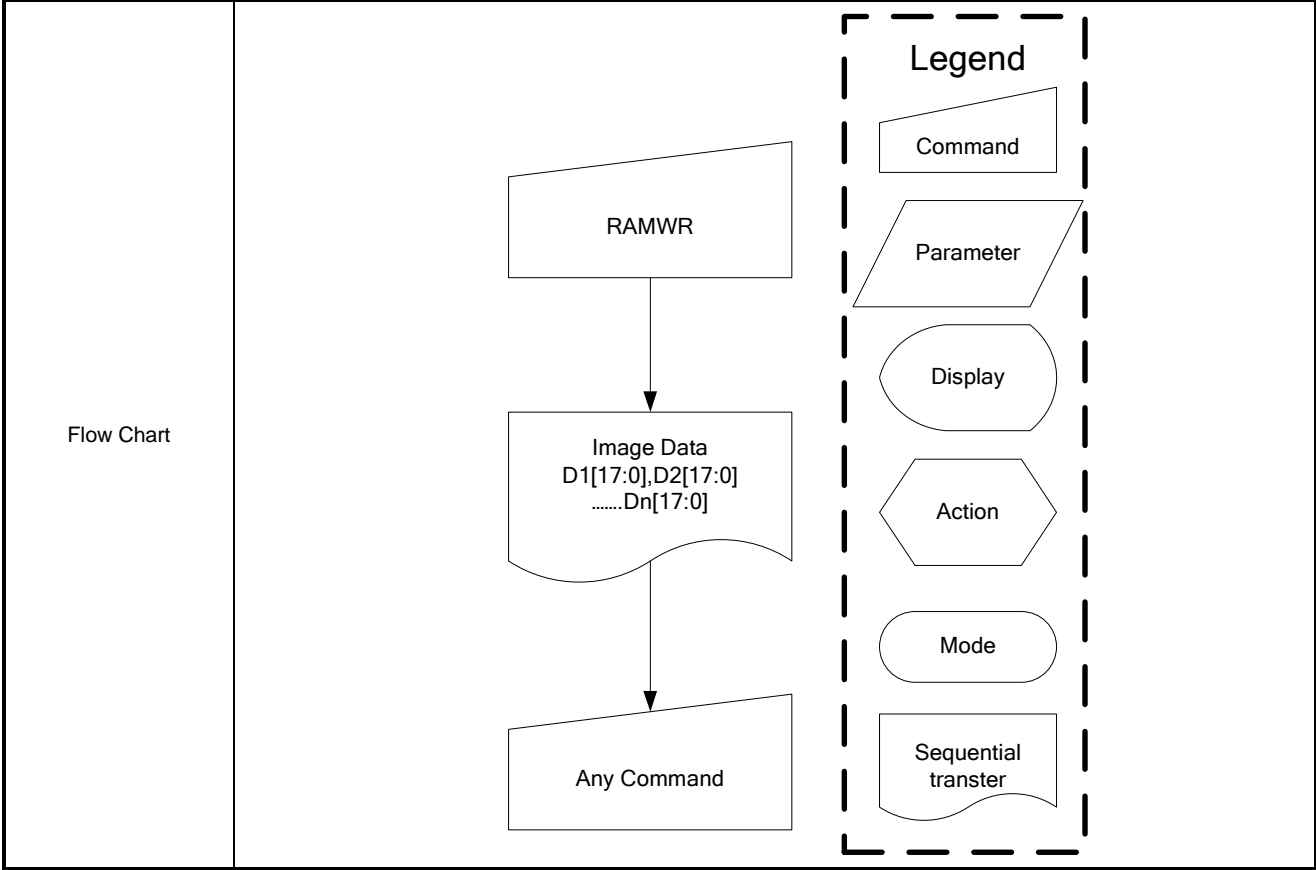 Flow Chart
RAMWR
Image Data
D1[17:0],D2[17:0]
.......Dn[17:0]
Any Command
Legend
Command
Parameter
Display
Action
Mode
Sequential
transter